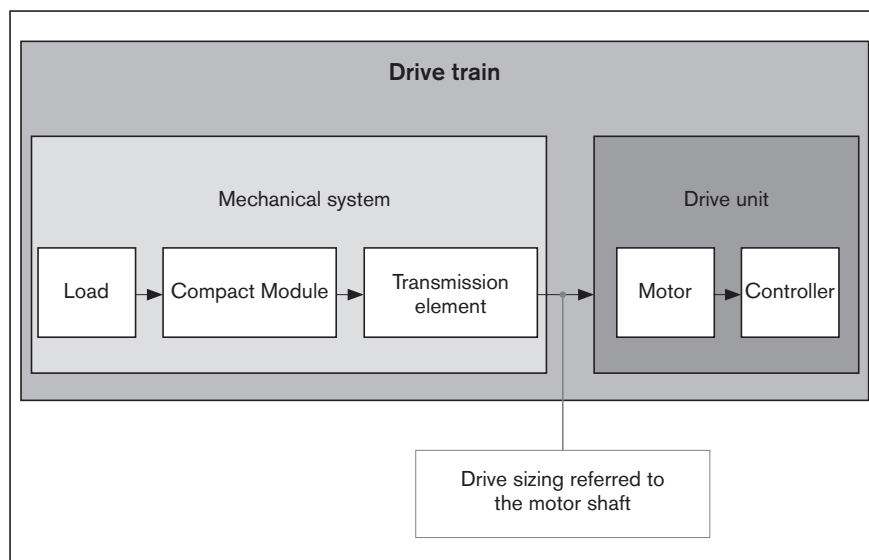 Drive train
Mechanical system
Drive unit
Load
Compact Module
Transmission
element
Motor
Controller
Drive sizing referred to
the motor shaft